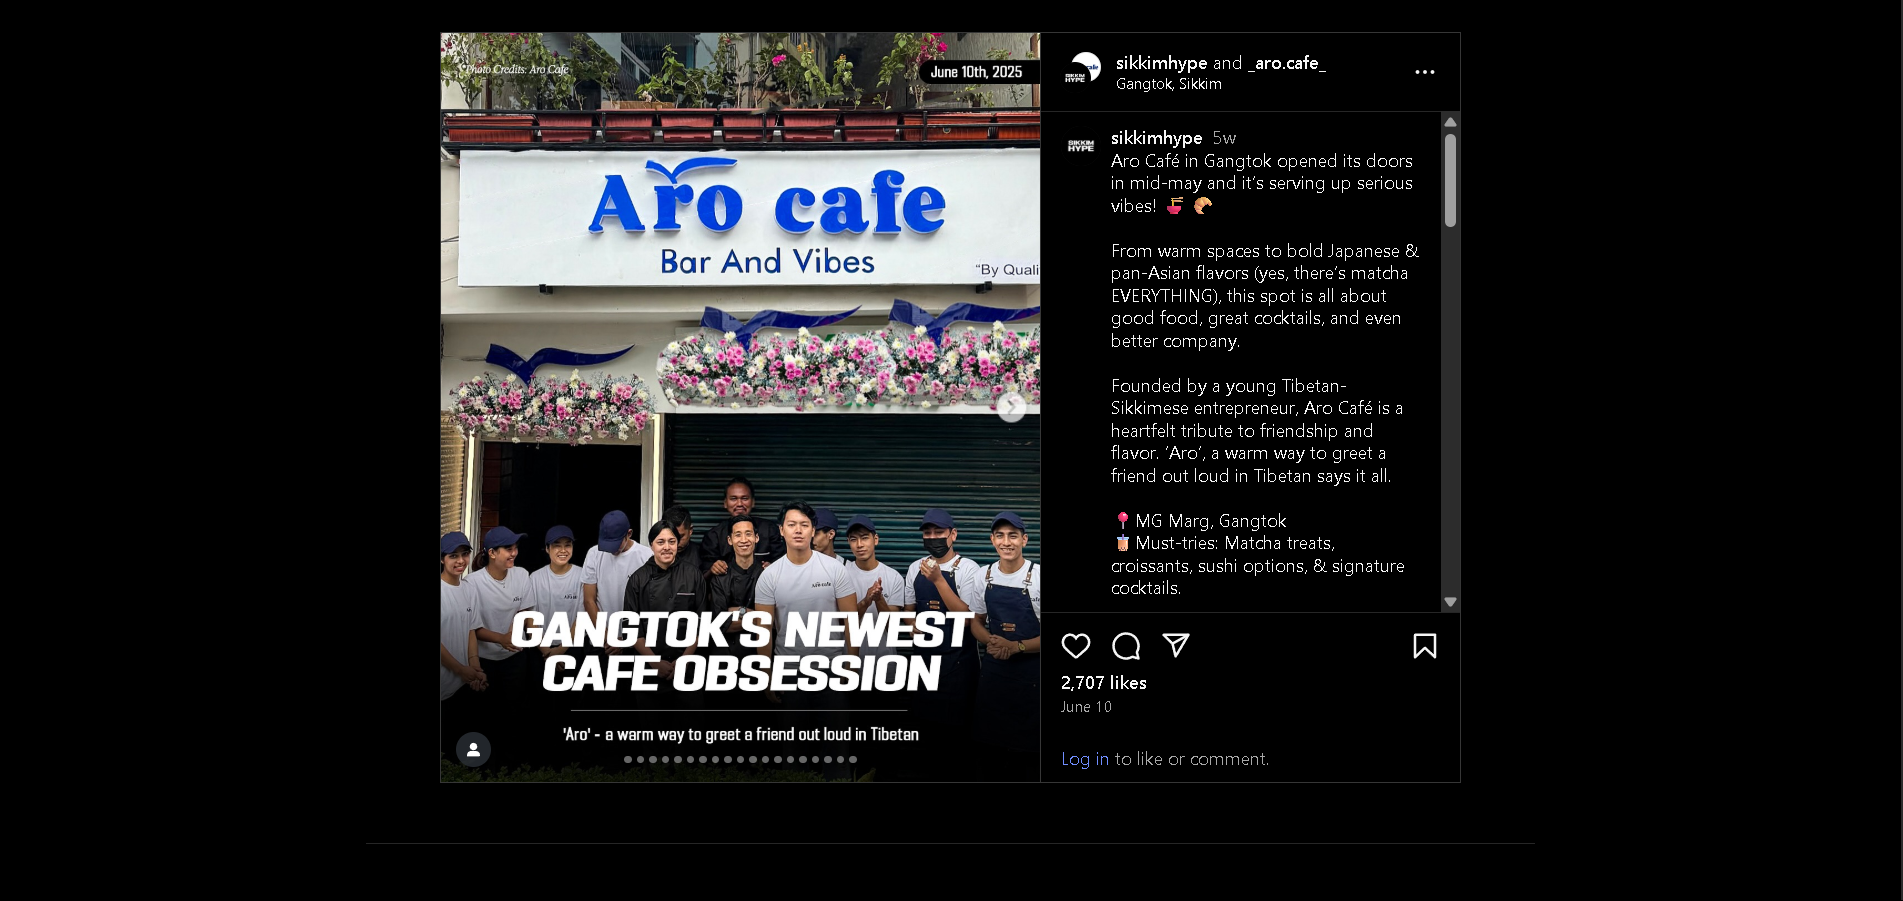 "Photo Credits: Aro Cafe
June 10th, 2025
Aro cafe
Bar And Vibes
"By Quali
GANGTOK'S NEWEST
CAFE OBSESSION
'Aro' - a warm way to greet a friend out loud in Tibetan
sikkimhype and _aro.cafe_
Gangtok, Sikkim
SIKKIM
HYPE
sikkimhype 5w
Aro Café in Gangtok opened its doors
in mid-may and it's serving up serious
vibes! 🍜 🥐
From warm spaces to bold Japanese &
pan-Asian flavors (yes, there's matcha
EVERYTHING), this spot is all about
good food, great cocktails, and even
better company.
Founded by a young Tibetan-
Sikkimese entrepreneur, Aro Café is a
heartfelt tribute to friendship and
flavor. 'Aro', a warm way to greet a
friend out loud in Tibetan says it all.
📍MG Marg, Gangtok
🧋Must-tries: Matcha treats,
croissants, sushi options, & signature
cocktails.
2,707 likes
June 10
Log in to like or comment.